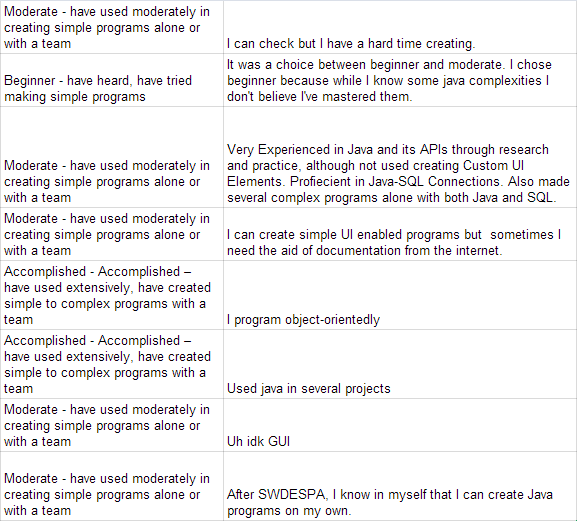 Moderate - have used moderately in
creating simple programs alone or
with a team
I can check but I have a hard time creating.
Beginner - have heard, have tried
making simple programs
It was a choice between beginner and moderate. I chose
beginner because while I know some java complexities I
don't believe I've mastered them.
Moderate - have used moderately in
creating simple programs alone or
with a team
Very Experienced in Java and its APIs through research
and practice, although not used creating Custom UI
Elements. Profiecient in Java-SQL Connections. Also made
several complex programs alone with both Java and SQL.
Moderate - have used moderately in
creating simple programs alone or
with a team
I can create simple UI enabled programs but  sometimes I
need the aid of documentation from the internet.
Accomplished - Accomplished –
have used extensively, have created
simple to complex programs with a
team
I program object-orientedly
Accomplished - Accomplished –
have used extensively, have created
simple to complex programs with a
team
Used java in several projects
Moderate - have used moderately in
creating simple programs alone or
with a team
Uh idk GUI
Moderate - have used moderately in
creating simple programs alone or
with a team
After SWDESPA, I know in myself that I can create Java
programs on my own.